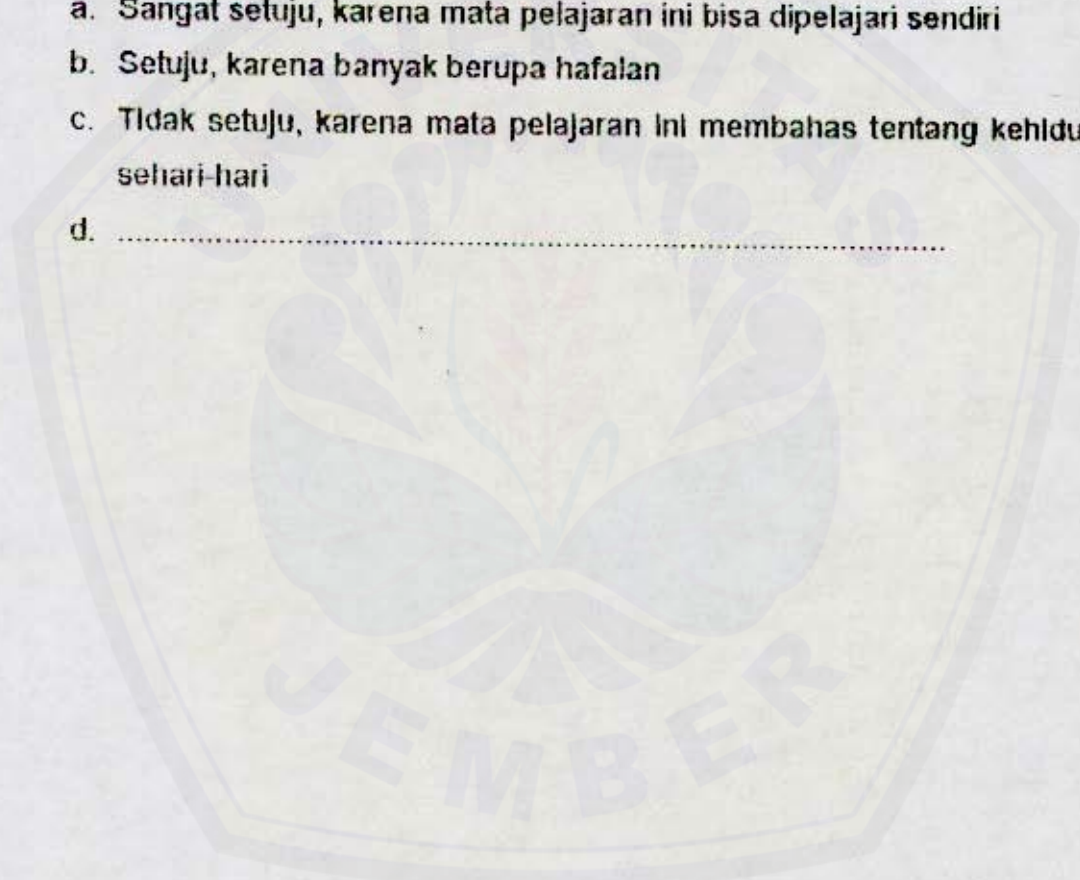 a. Sangat setuju, karena mata pelajaran ini bisa dipelajari sendiri
b. Setuju, karena banyak berupa hafalan
c. Tidak setuju, karena mata pelajaran ini membahas tentang kehidu
sehari-hari
d. ........................................................................
UNIVERSITAS
JEMBER